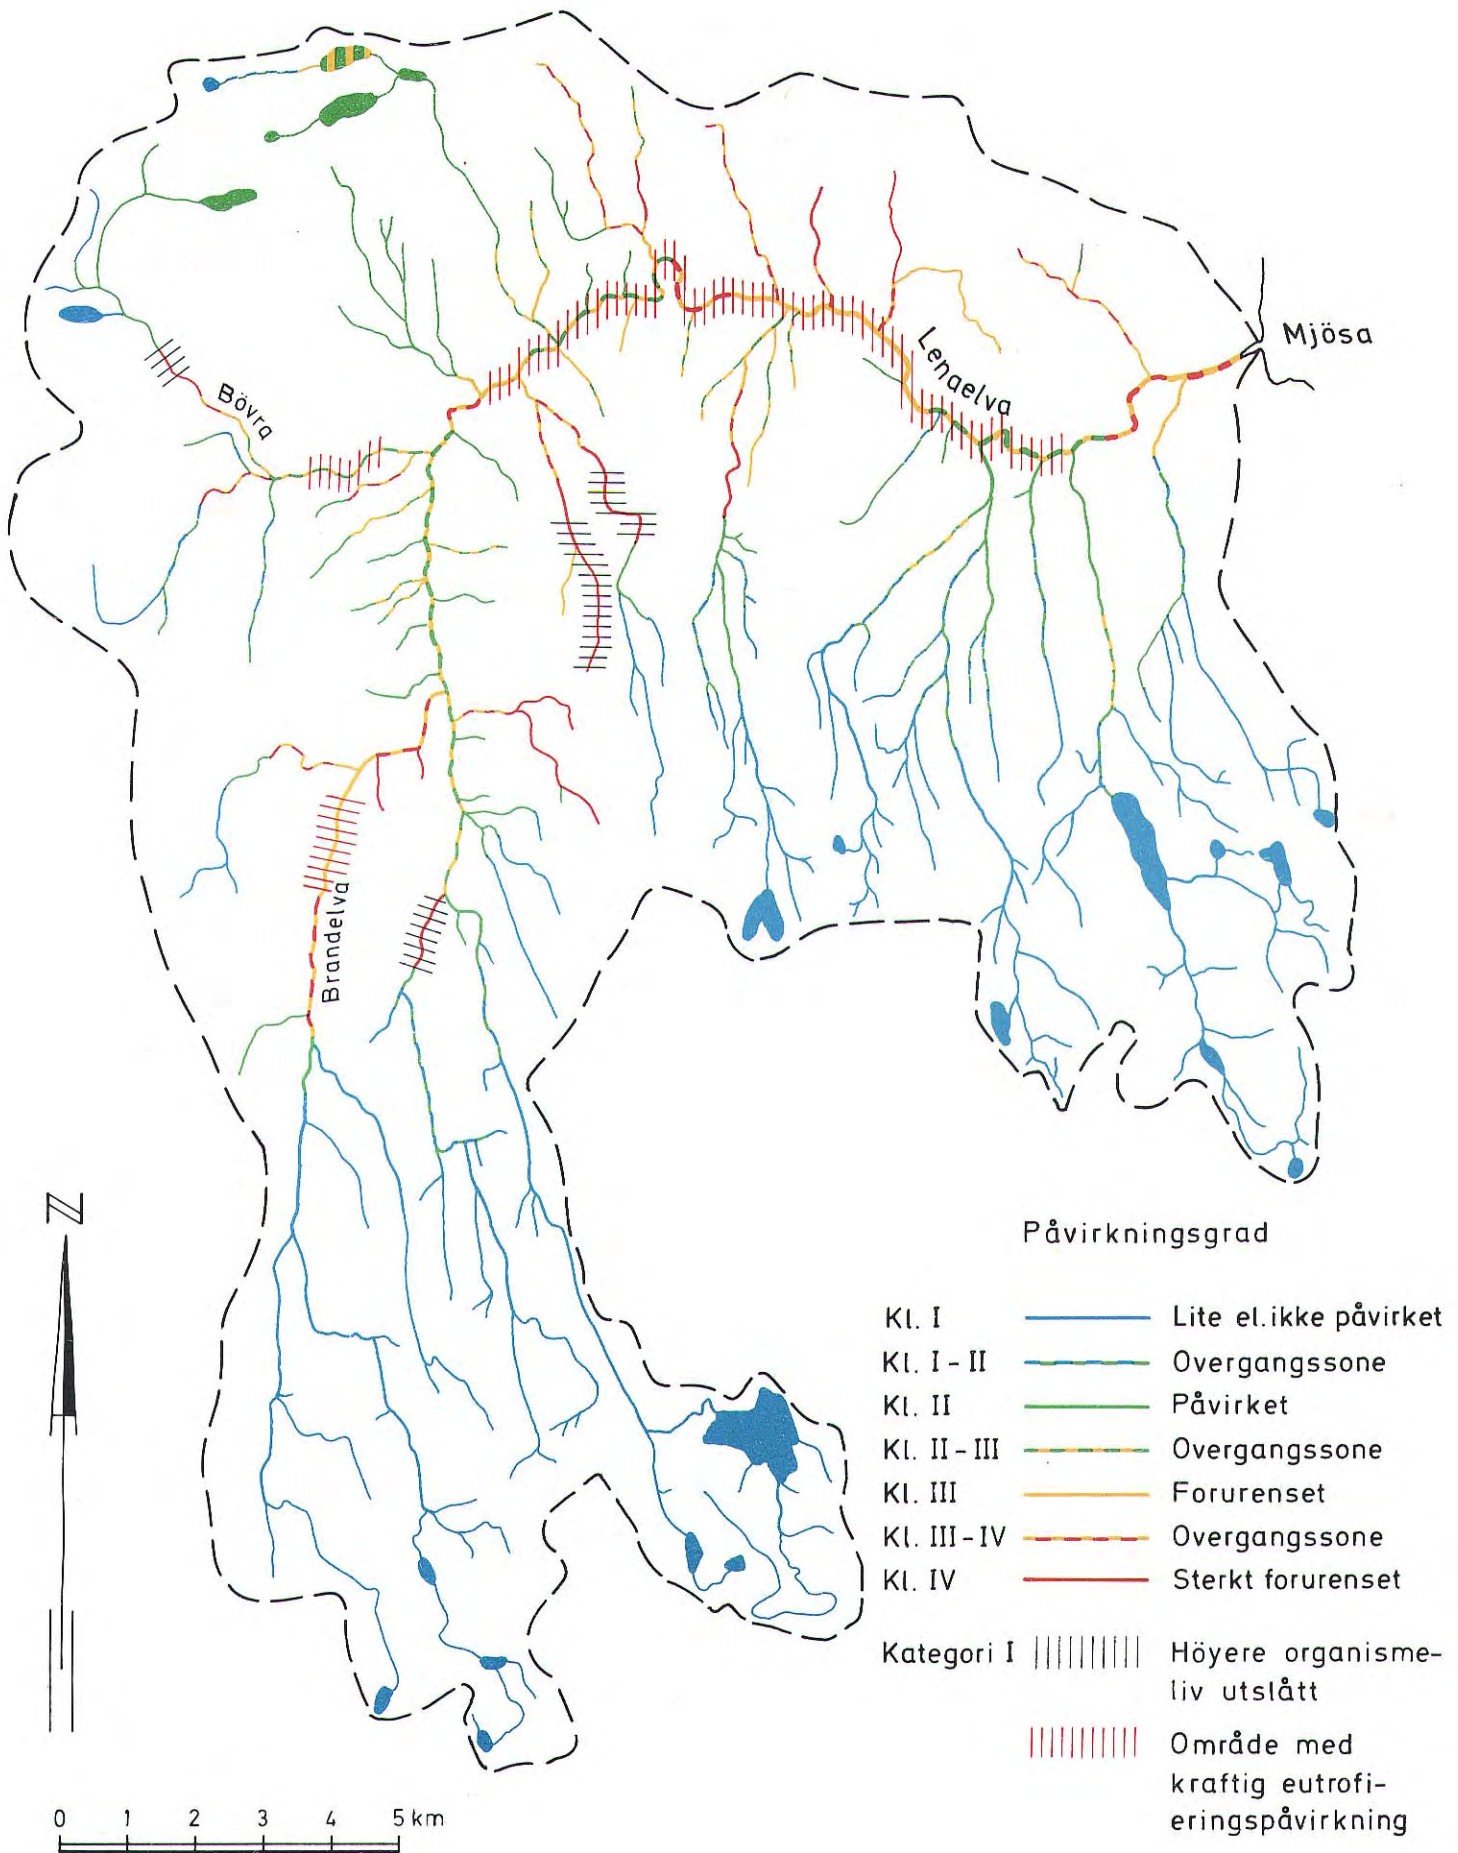 Mjösa
Lenaelva
Bövra
Brandelva
N
Påvirkningsgrad
Kl. I Lite el. ikke påvirket
Kl. I - II Overgangssone
Kl. II Påvirket
Kl. II - III Overgangssone
Kl. III Forurenset
Kl. III - IV Overgangssone
Kl. IV Sterkt forurenset
Kategori I Höyere organisme-
liv utslått
Område med
kraftig eutrofi-
eringspåvirkning
0 1 2 3 4 5 km